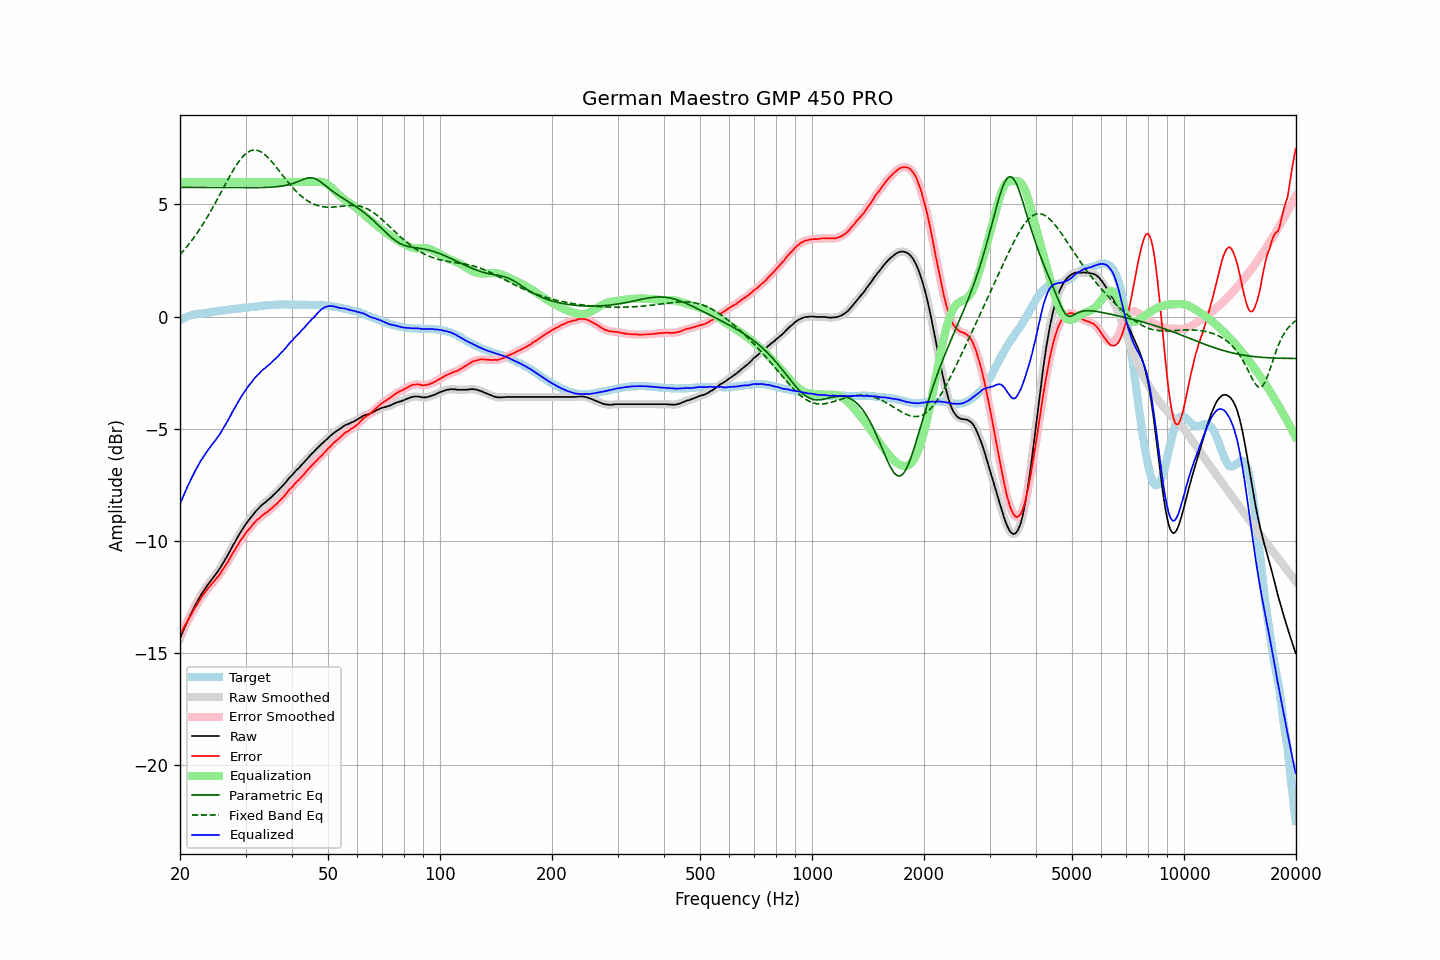 German Maestro GMP 450 PRO
Amplitude (dBr)
5
0
−5
−10
−15
−20
Target
Raw Smoothed
Error Smoothed
Raw
Error
Equalization
Parametric Eq
Fixed Band Eq
Equalized
20 50 100 200 500 1000 2000 5000 10000 20000
Frequency (Hz)